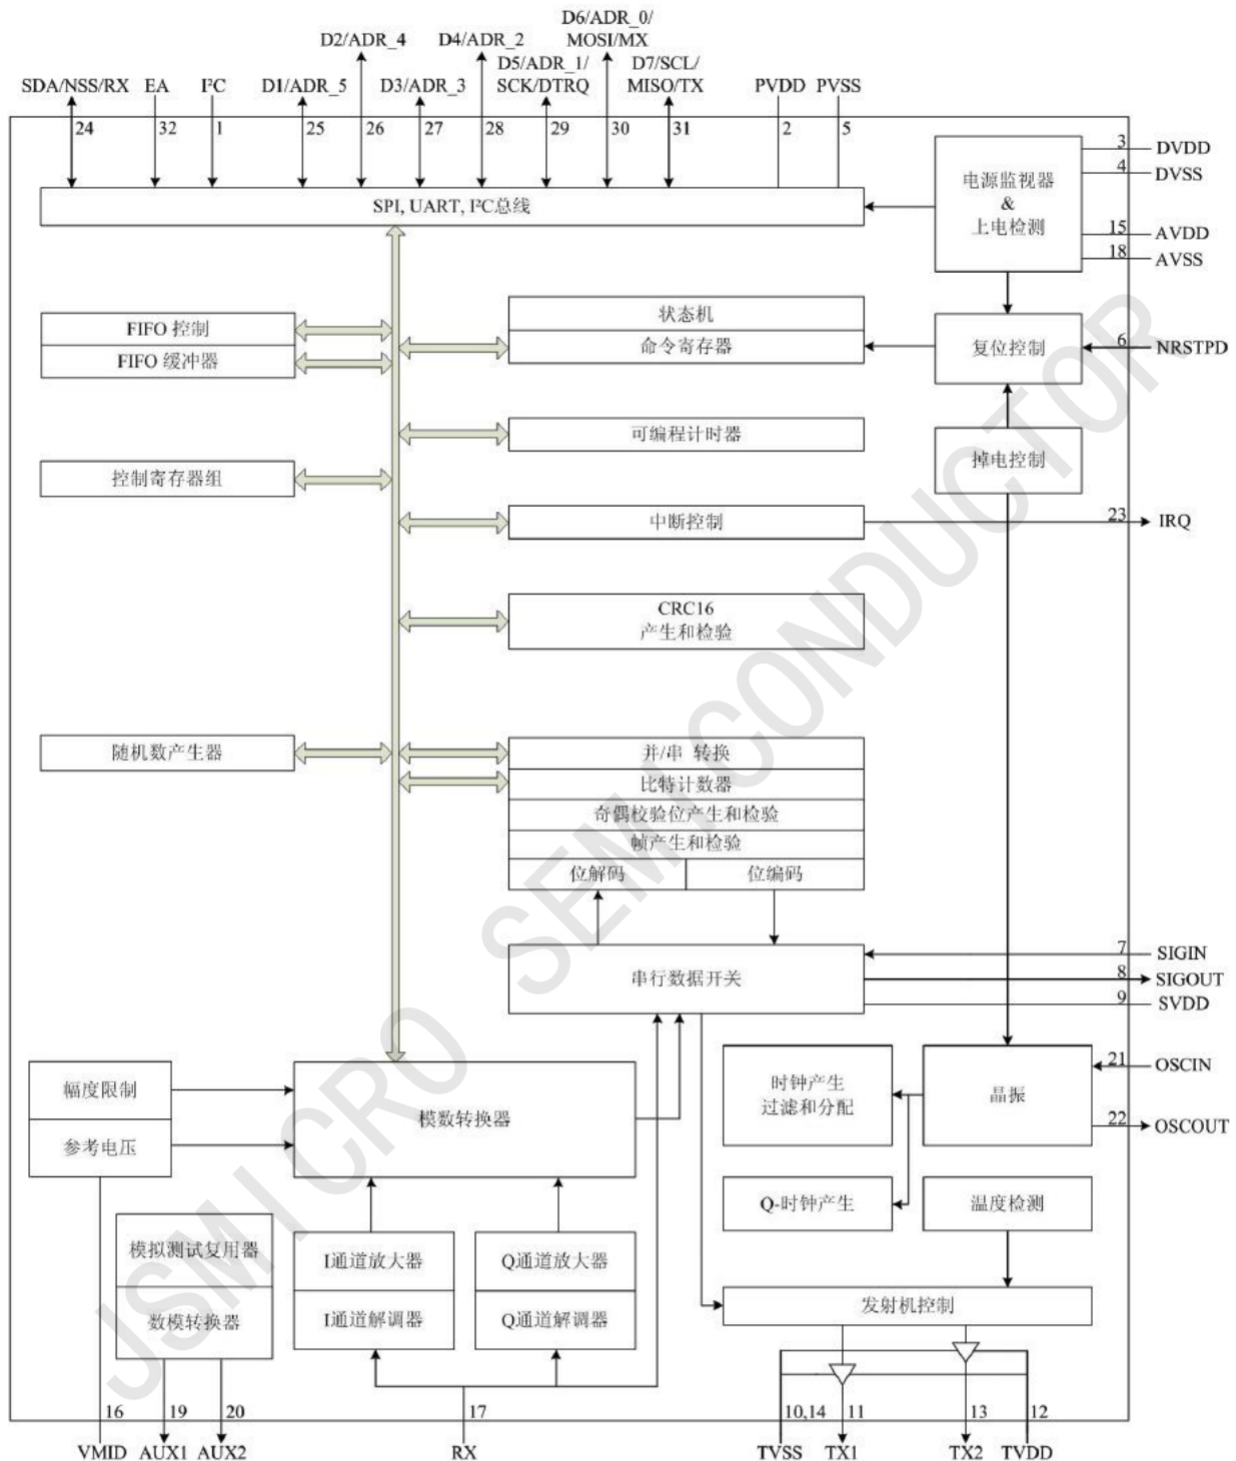 D6/ADR_0/
MOSI/MX
D2/ADR_4
D4/ADR_2
D5/ADR_1/
SCK/DTRQ
D7/SCL/
MISO/TX
SDA/NSS/RX
EA
I²C
D1/ADR_5
D3/ADR_3
PVDD
PVSS
24
32
1
25
26
27
28
29
30
31
2
5
SPI, UART, I²C总线
电源监视器
&
上电检测
3
DVDD
4
DVSS
15
AVDD
18
AVSS
FIFO 控制
FIFO 缓冲器
状态机
命令寄存器
复位控制
6
NRSTPD
可编程计时器
掉电控制
控制寄存器组
中断控制
23
IRQ
CRC16
产生和检验
随机数产生器
并/串 转换
比特计数器
奇偶校验位产生和检验
帧产生和检验
位解码
位编码
串行数据开关
7
SIGIN
8
SIGOUT
9
SVDD
幅度限制
参考电压
模数转换器
时钟产生
过滤和分配
晶振
21
OSCIN
22
OSCOUT
Q-时钟产生
温度检测
模拟测试复用器
数模转换器
I通道放大器
I通道解调器
Q通道放大器
Q通道解调器
发射机控制
16
19
20
17
10,14
11
13
12
VMID
AUX1
AUX2
RX
TVSS
TX1
TX2
TVDD
JSMICRO SEMICONDUCTOR